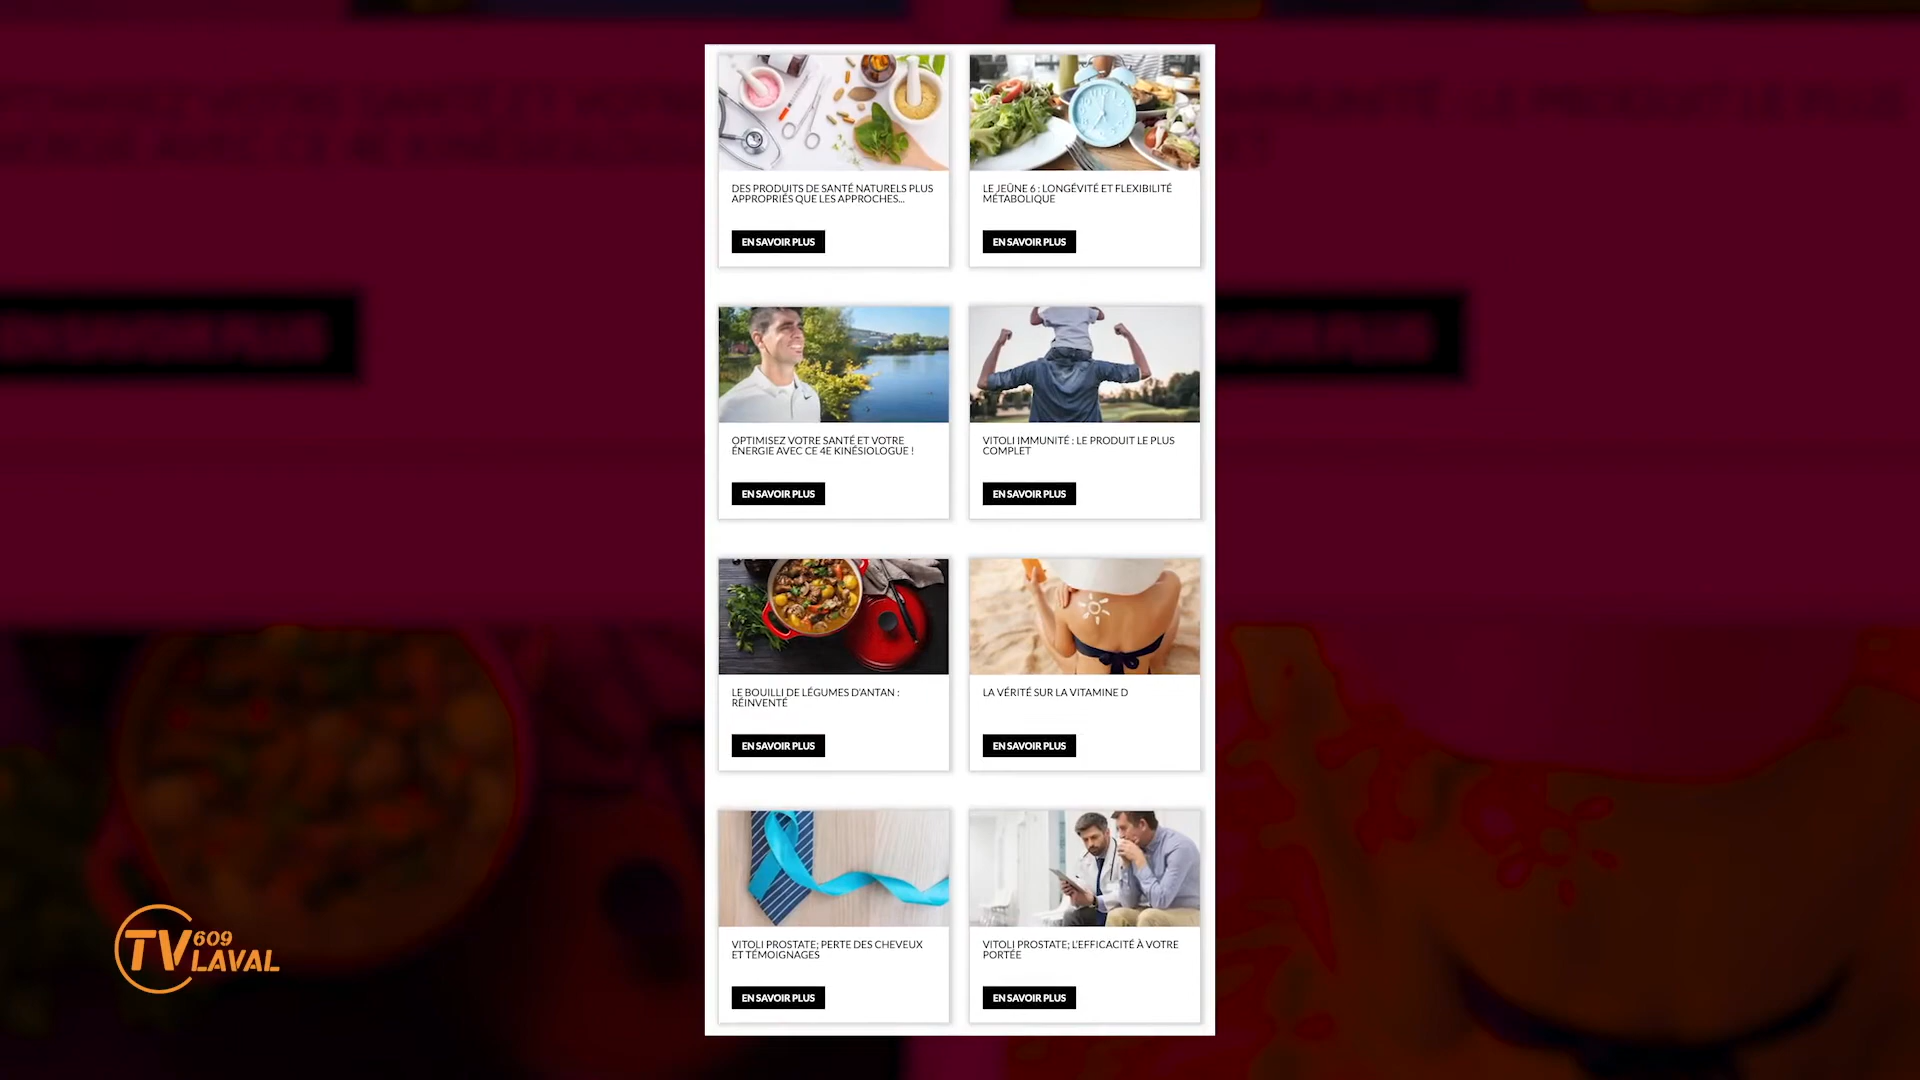 DES PRODUITS DE SANTÉ NATURELS PLUS
APPROPRIÉS QUE LES APPROCHES...
EN SAVOIR PLUS
LE JEÛNE 6 : LONGÉVITÉ ET FLEXIBILITÉ
MÉTABOLIQUE
EN SAVOIR PLUS
OPTIMISEZ VOTRE SANTÉ ET VOTRE
ÉNERGIE AVEC CE 4E KINÉSIOLOGUE !
EN SAVOIR PLUS
VITOLI IMMUNITÉ : LE PRODUIT LE PLUS
COMPLET
EN SAVOIR PLUS
LE BOUILLI DE LÉGUMES D'ANTAN :
RÉINVENTÉ
EN SAVOIR PLUS
LA VÉRITÉ SUR LA VITAMINE D
EN SAVOIR PLUS
VITOLI PROSTATE; PERTE DES CHEVEUX
ET TÉMOIGNAGES
EN SAVOIR PLUS
VITOLI PROSTATE; L'EFFICACITÉ À VOTRE
PORTÉE
EN SAVOIR PLUS
TV 609
LAVAL